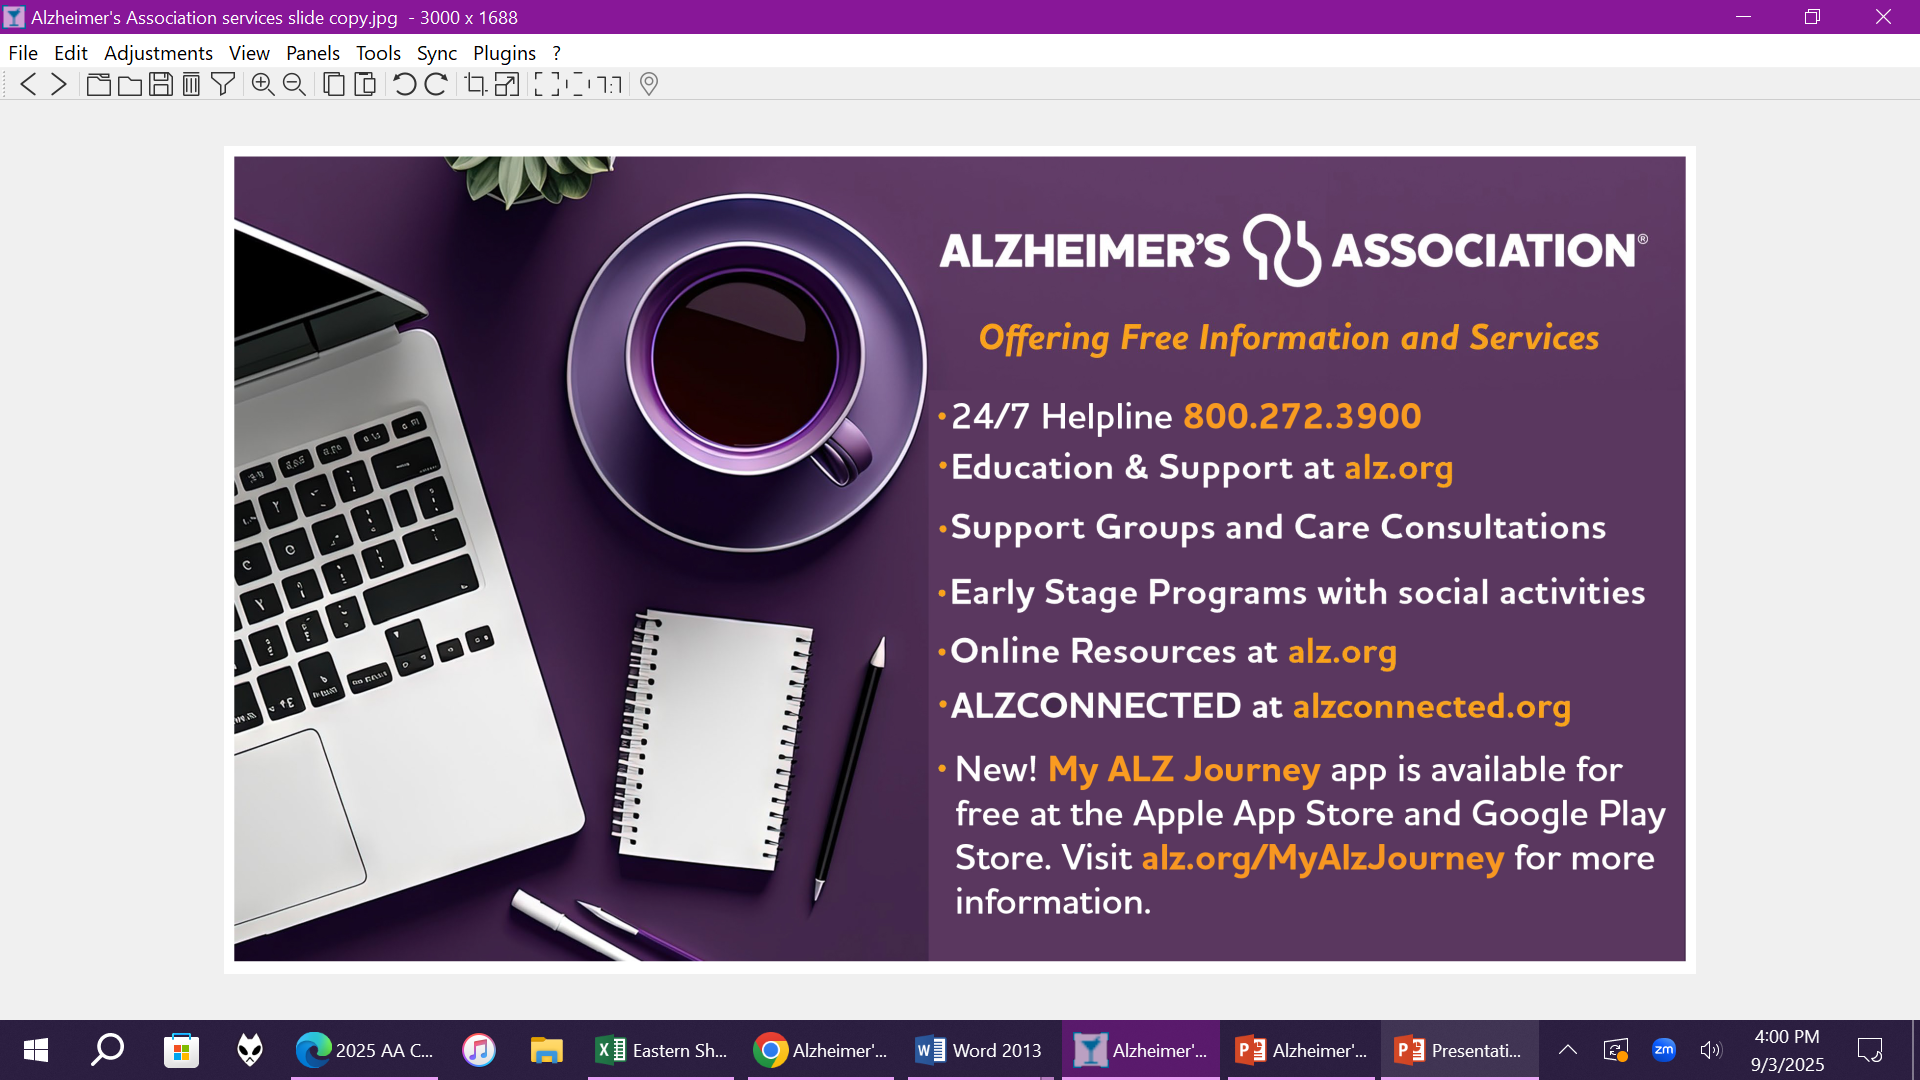 Alzheimer's Association services slide copy.jpg  - 3000 x 1688
File Edit Adjustments View Panels Tools Sync Plugins ?
ALZHEIMER'S ASSOCIATION®
Offering Free Information and Services
• 24/7 Helpline 800.272.3900
• Education & Support at alz.org
• Support Groups and Care Consultations
• Early Stage Programs with social activities
• Online Resources at alz.org
• ALZCONNECTED at alzconnected.org
• New! My ALZ Journey app is available for
free at the Apple App Store and Google Play
Store. Visit alz.org/MyAlzJourney for more
information.
2025 AA C...
Eastern Sh...
Alzheimer'...
Word 2013
Alzheimer'...
Alzheimer'...
Presentati...
zm
4:00 PM
9/3/2025